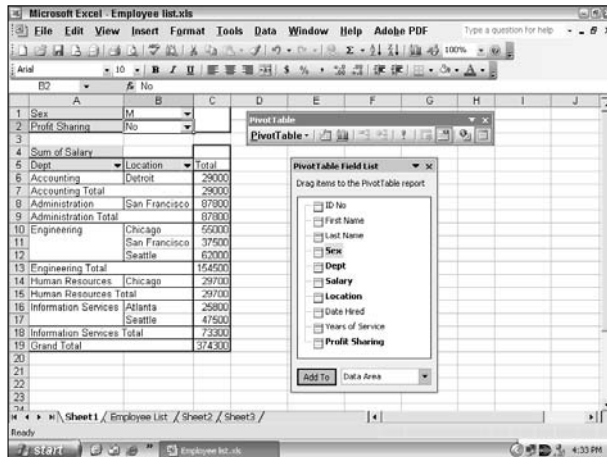 Microsoft Excel - Employee list.xls
File Edit View Insert Format Tools Data Window Help Adobe PDF Type a question for help
100%
Arial 10 B I U $ % ,
B2 fx No
A B C D E F G H I J
1 Sex M
2 Profit Sharing No
3
4 Sum of Salary
5 Dept Location Total
6 Accounting Detroit 29000
7 Accounting Total 29000
8 Administration San Francisco 87800
9 Administration Total 87800
10 Engineering Chicago 55000
11 San Francisco 37500
12 Seattle 62000
13 Engineering Total 154500
14 Human Resources Chicago 29700
15 Human Resources Total 29700
16 Information Services Atlanta 25800
17 Seattle 47500
18 Information Services Total 73300
19 Grand Total 374300
20
21
22
23
24
PivotTable
PivotTable
PivotTable Field List
Drag items to the PivotTable report
ID No
First Name
Last Name
Sex
Dept
Salary
Location
Date Hired
Years of Service
Profit Sharing
Add To Data Area
Sheet1 / Employee List / Sheet2 / Sheet3 /
Ready
start Employee list.xls 4:33 PM